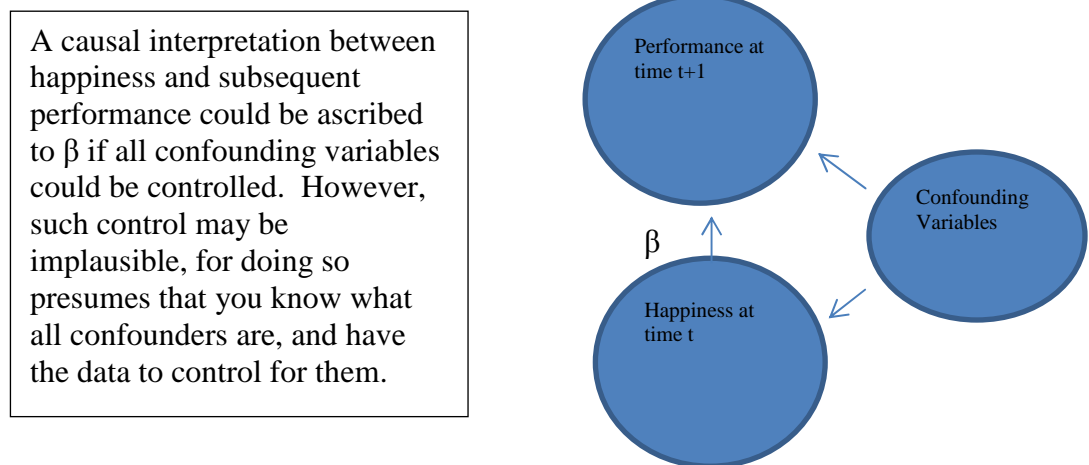 A causal interpretation between
happiness and subsequent
performance could be ascribed
to β if all confounding variables
could be controlled.  However,
such control may be
implausible, for doing so
presumes that you know what
all confounders are, and have
the data to control for them.
Performance at
time t+1
Confounding
Variables
β
Happiness at
time t